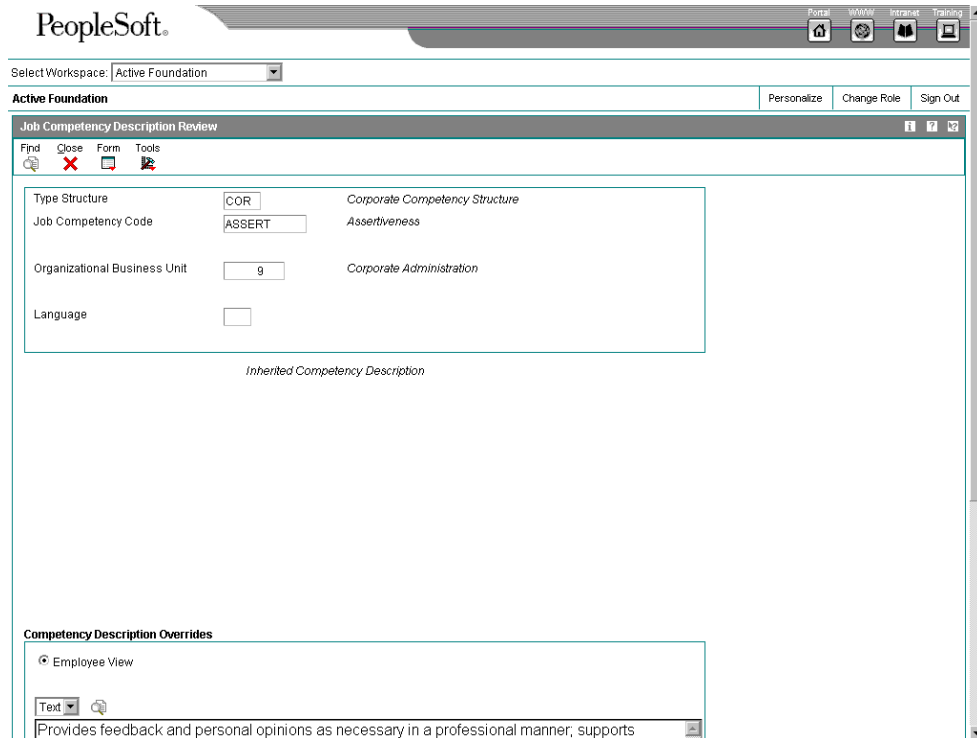 Portal WWW Intranet Training
PeopleSoft®
Select Workspace: Active Foundation
Active Foundation Personalize Change Role Sign Out
Job Competency Description Review
Find Close Form Tools
Type Structure COR Corporate Competency Structure
Job Competency Code ASSERT Assertiveness
Organizational Business Unit 9 Corporate Administration
Language
Inherited Competency Description
Competency Description Overrides
Employee View
Text
Provides feedback and personal opinions as necessary in a professional manner; supports